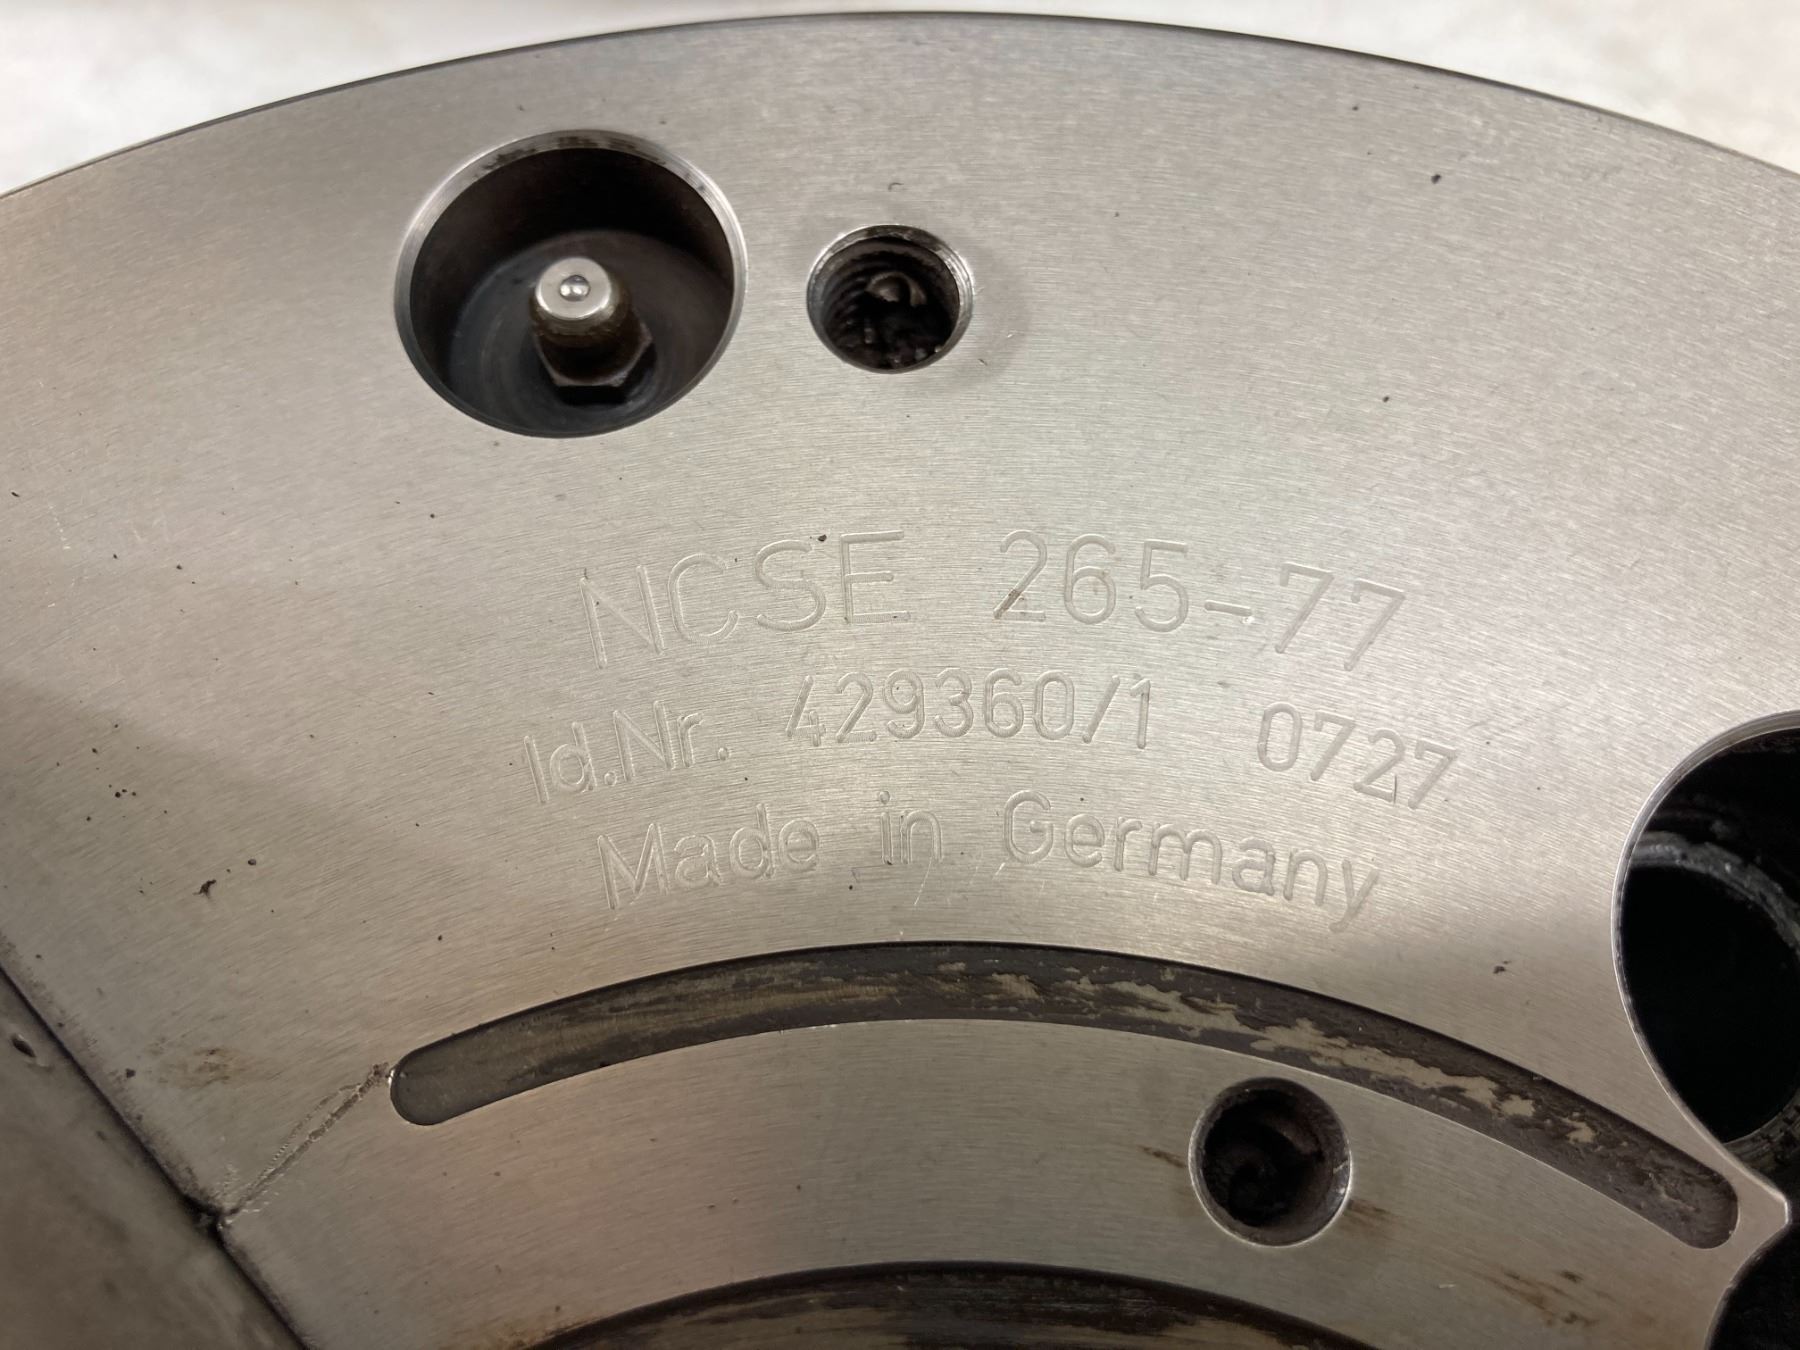 NCSE 265-77
Id.Nr. 429360/1 0727
Made in Germany